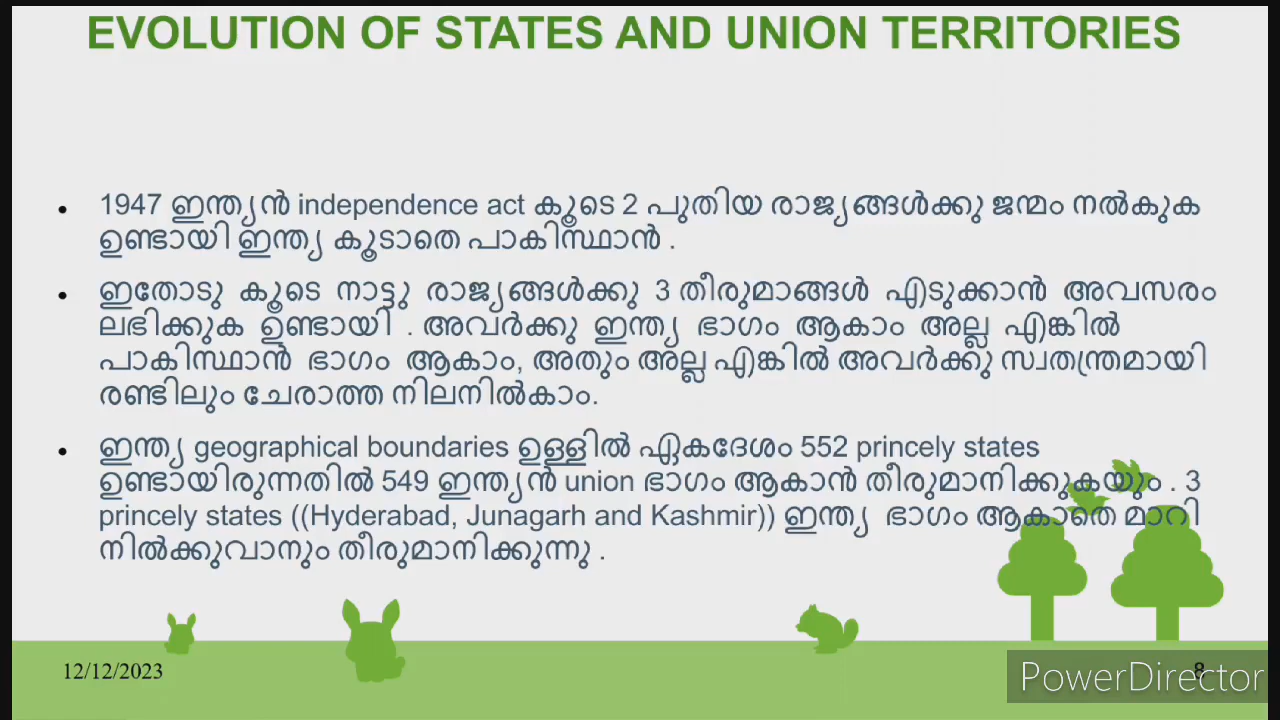 EVOLUTION OF STATES AND UNION TERRITORIES
• 1947 ഇന്ത്യൻ independence act കൂടെ 2 പുതിയ രാജ്യങ്ങൾക്കു ജന്മം നൽകുക
ഉണ്ടായി ഇന്ത്യ കൂടാതെ പാകിസ്ഥാൻ .
• ഇതോടു കൂടെ നാട്ടു രാജ്യങ്ങൾക്കു 3 തീരുമാങ്ങൾ എടുക്കാൻ അവസരം
ലഭിക്കുക ഉണ്ടായി . അവർക്കു ഇന്ത്യ ഭാഗം ആകാം അല്ല എങ്കിൽ
പാകിസ്ഥാൻ ഭാഗം ആകാം, അതും അല്ല എങ്കിൽ അവർക്കു സ്വതന്ത്രമായി
രണ്ടിലും ചേരാത്ത നിലനിൽകാം.
• ഇന്ത്യ geographical boundaries ഉള്ളിൽ ഏകദേശം 552 princely states
ഉണ്ടായിരുന്നതിൽ 549 ഇന്ത്യൻ union ഭാഗം ആകാൻ തീരുമാനിക്കുകയും . 3
princely states ((Hyderabad, Junagarh and Kashmir)) ഇന്ത്യ ഭാഗം ആകാതെ മാറി
നിൽക്കുവാനും തീരുമാനിക്കുന്നു .
12/12/2023
8
PowerDirector